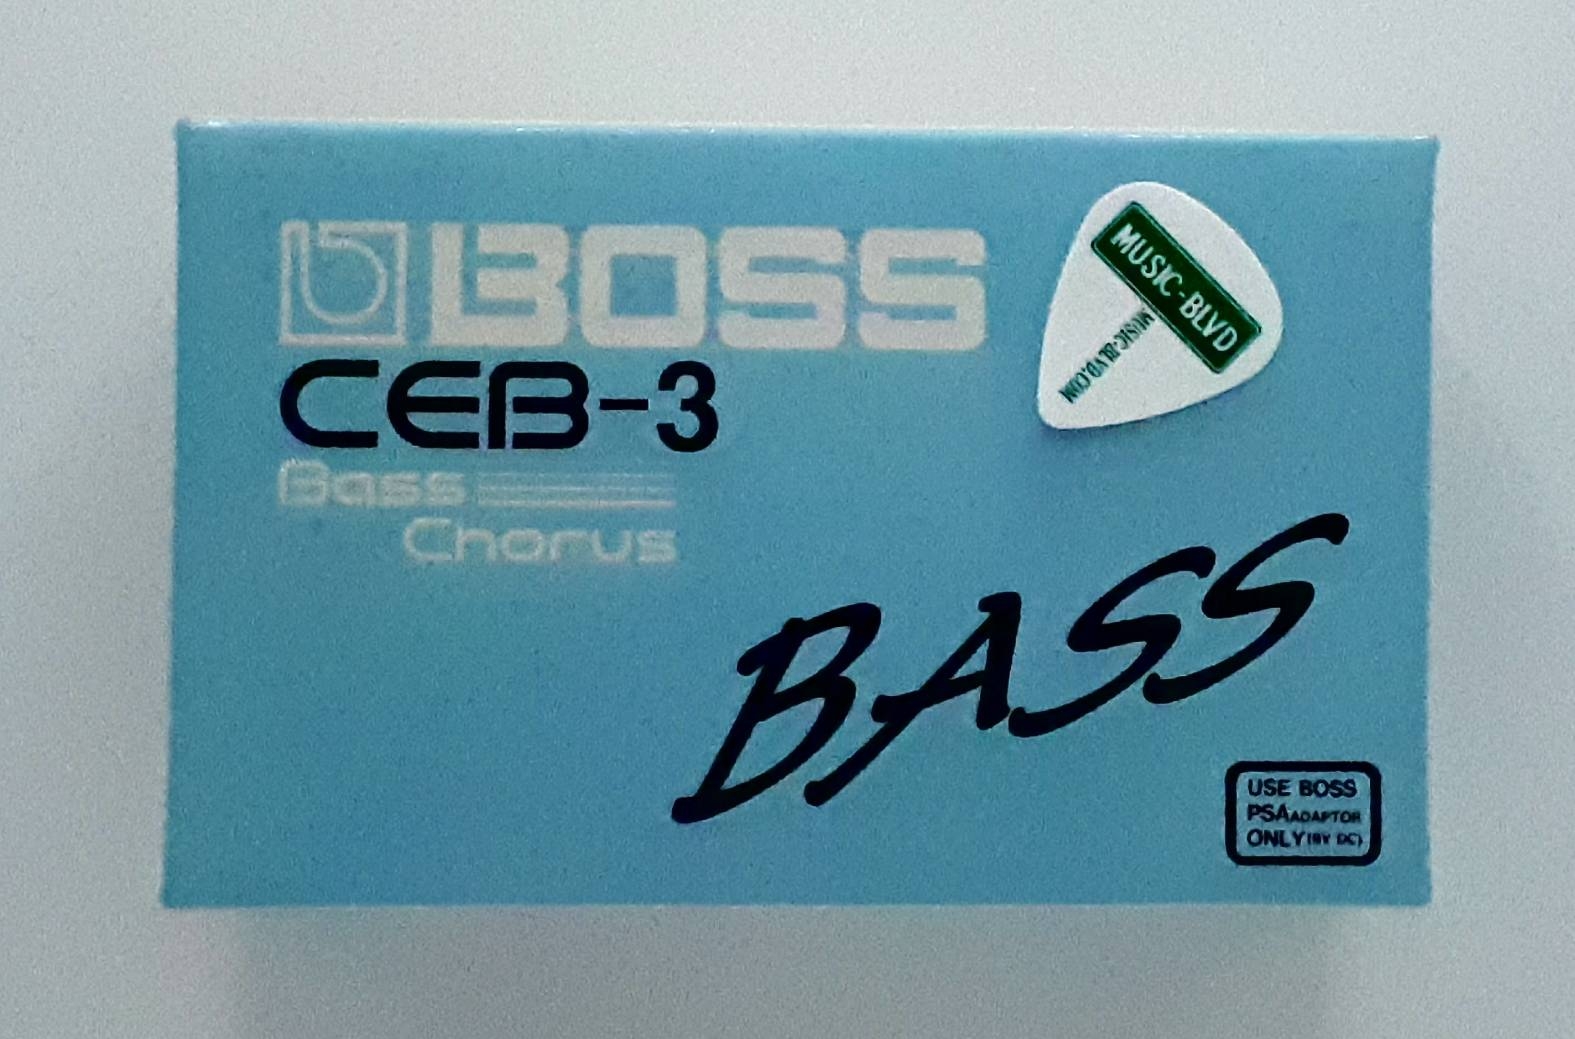 BOSS
CEB-3
Bass
Chorus
MUSIC-BLVD
MUSIC-BLVD.COM
BASS
USE BOSS
PSA ADAPTOR
ONLY (9V DC)